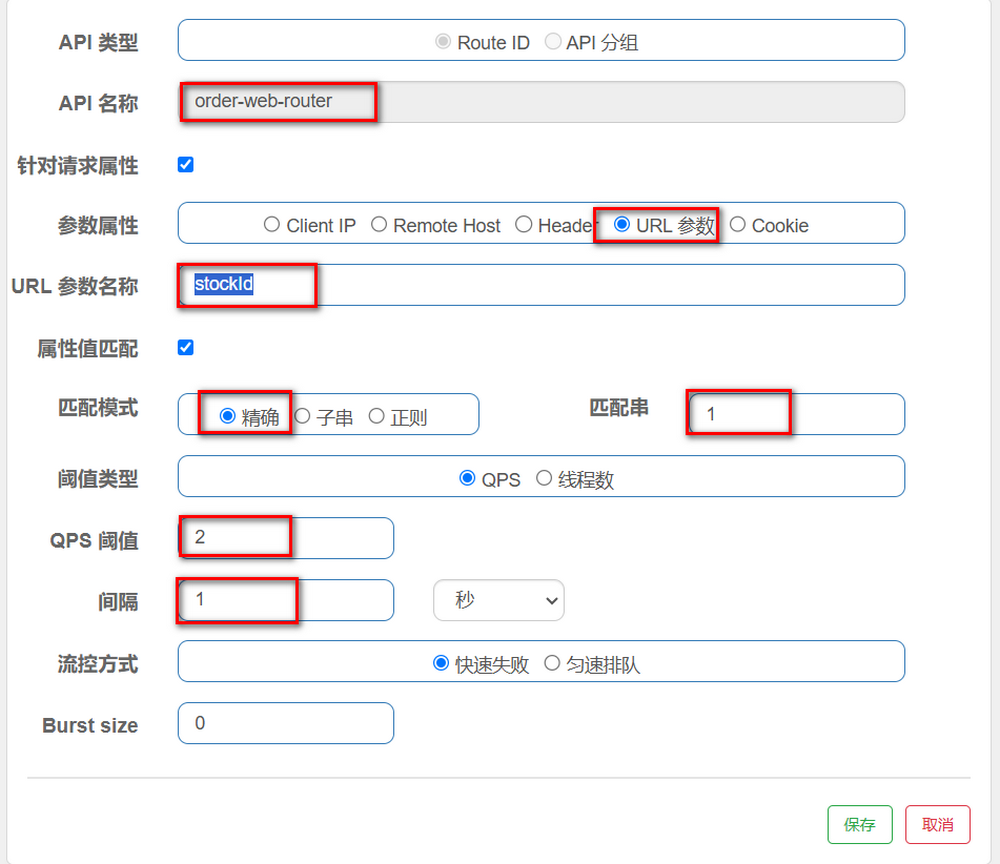 API 类型 Route ID API 分组
API 名称 order-web-router
针对请求属性
参数属性 Client IP Remote Host Header URL 参数 Cookie
URL 参数名称 stockId
属性值匹配
匹配模式 精确 子串 正则 匹配串 1
阈值类型 QPS 线程数
QPS 阈值 2
间隔 1 秒
流控方式 快速失败 匀速排队
Burst size 0
保存 取消